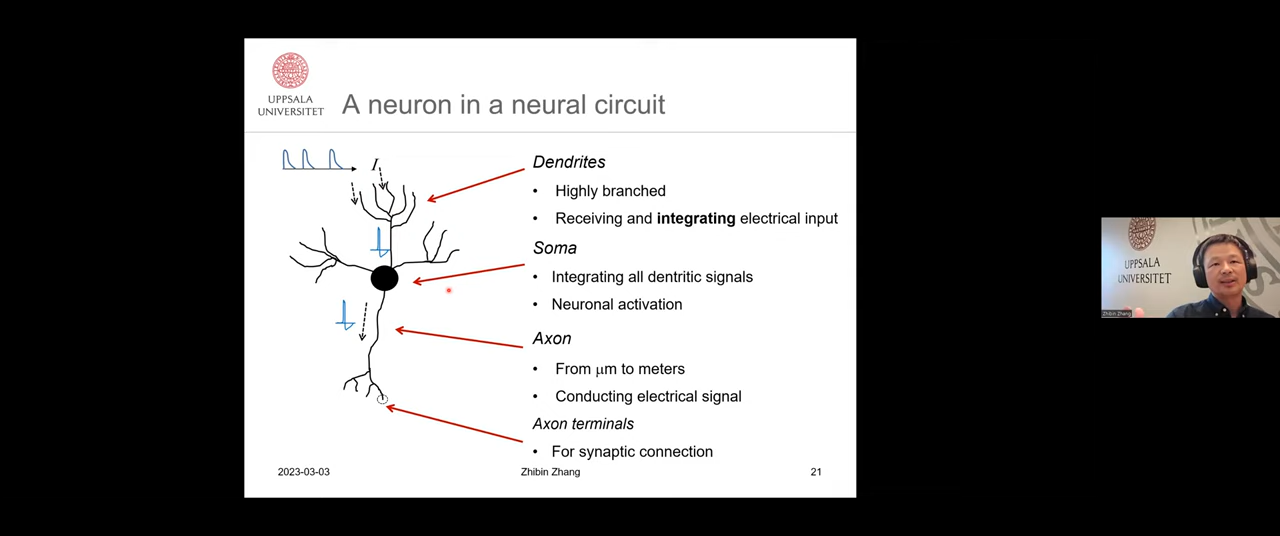 UPPSALA
UNIVERSITET
A neuron in a neural circuit
I
Dendrites
• Highly branched
• Receiving and integrating electrical input
Soma
• Integrating all dentritic signals
• Neuronal activation
Axon
• From μm to meters
• Conducting electrical signal
Axon terminals
• For synaptic connection
2023-03-03
Zhibin Zhang
21
UPPSALA
UNIVERSITET
Zhibin Zhang